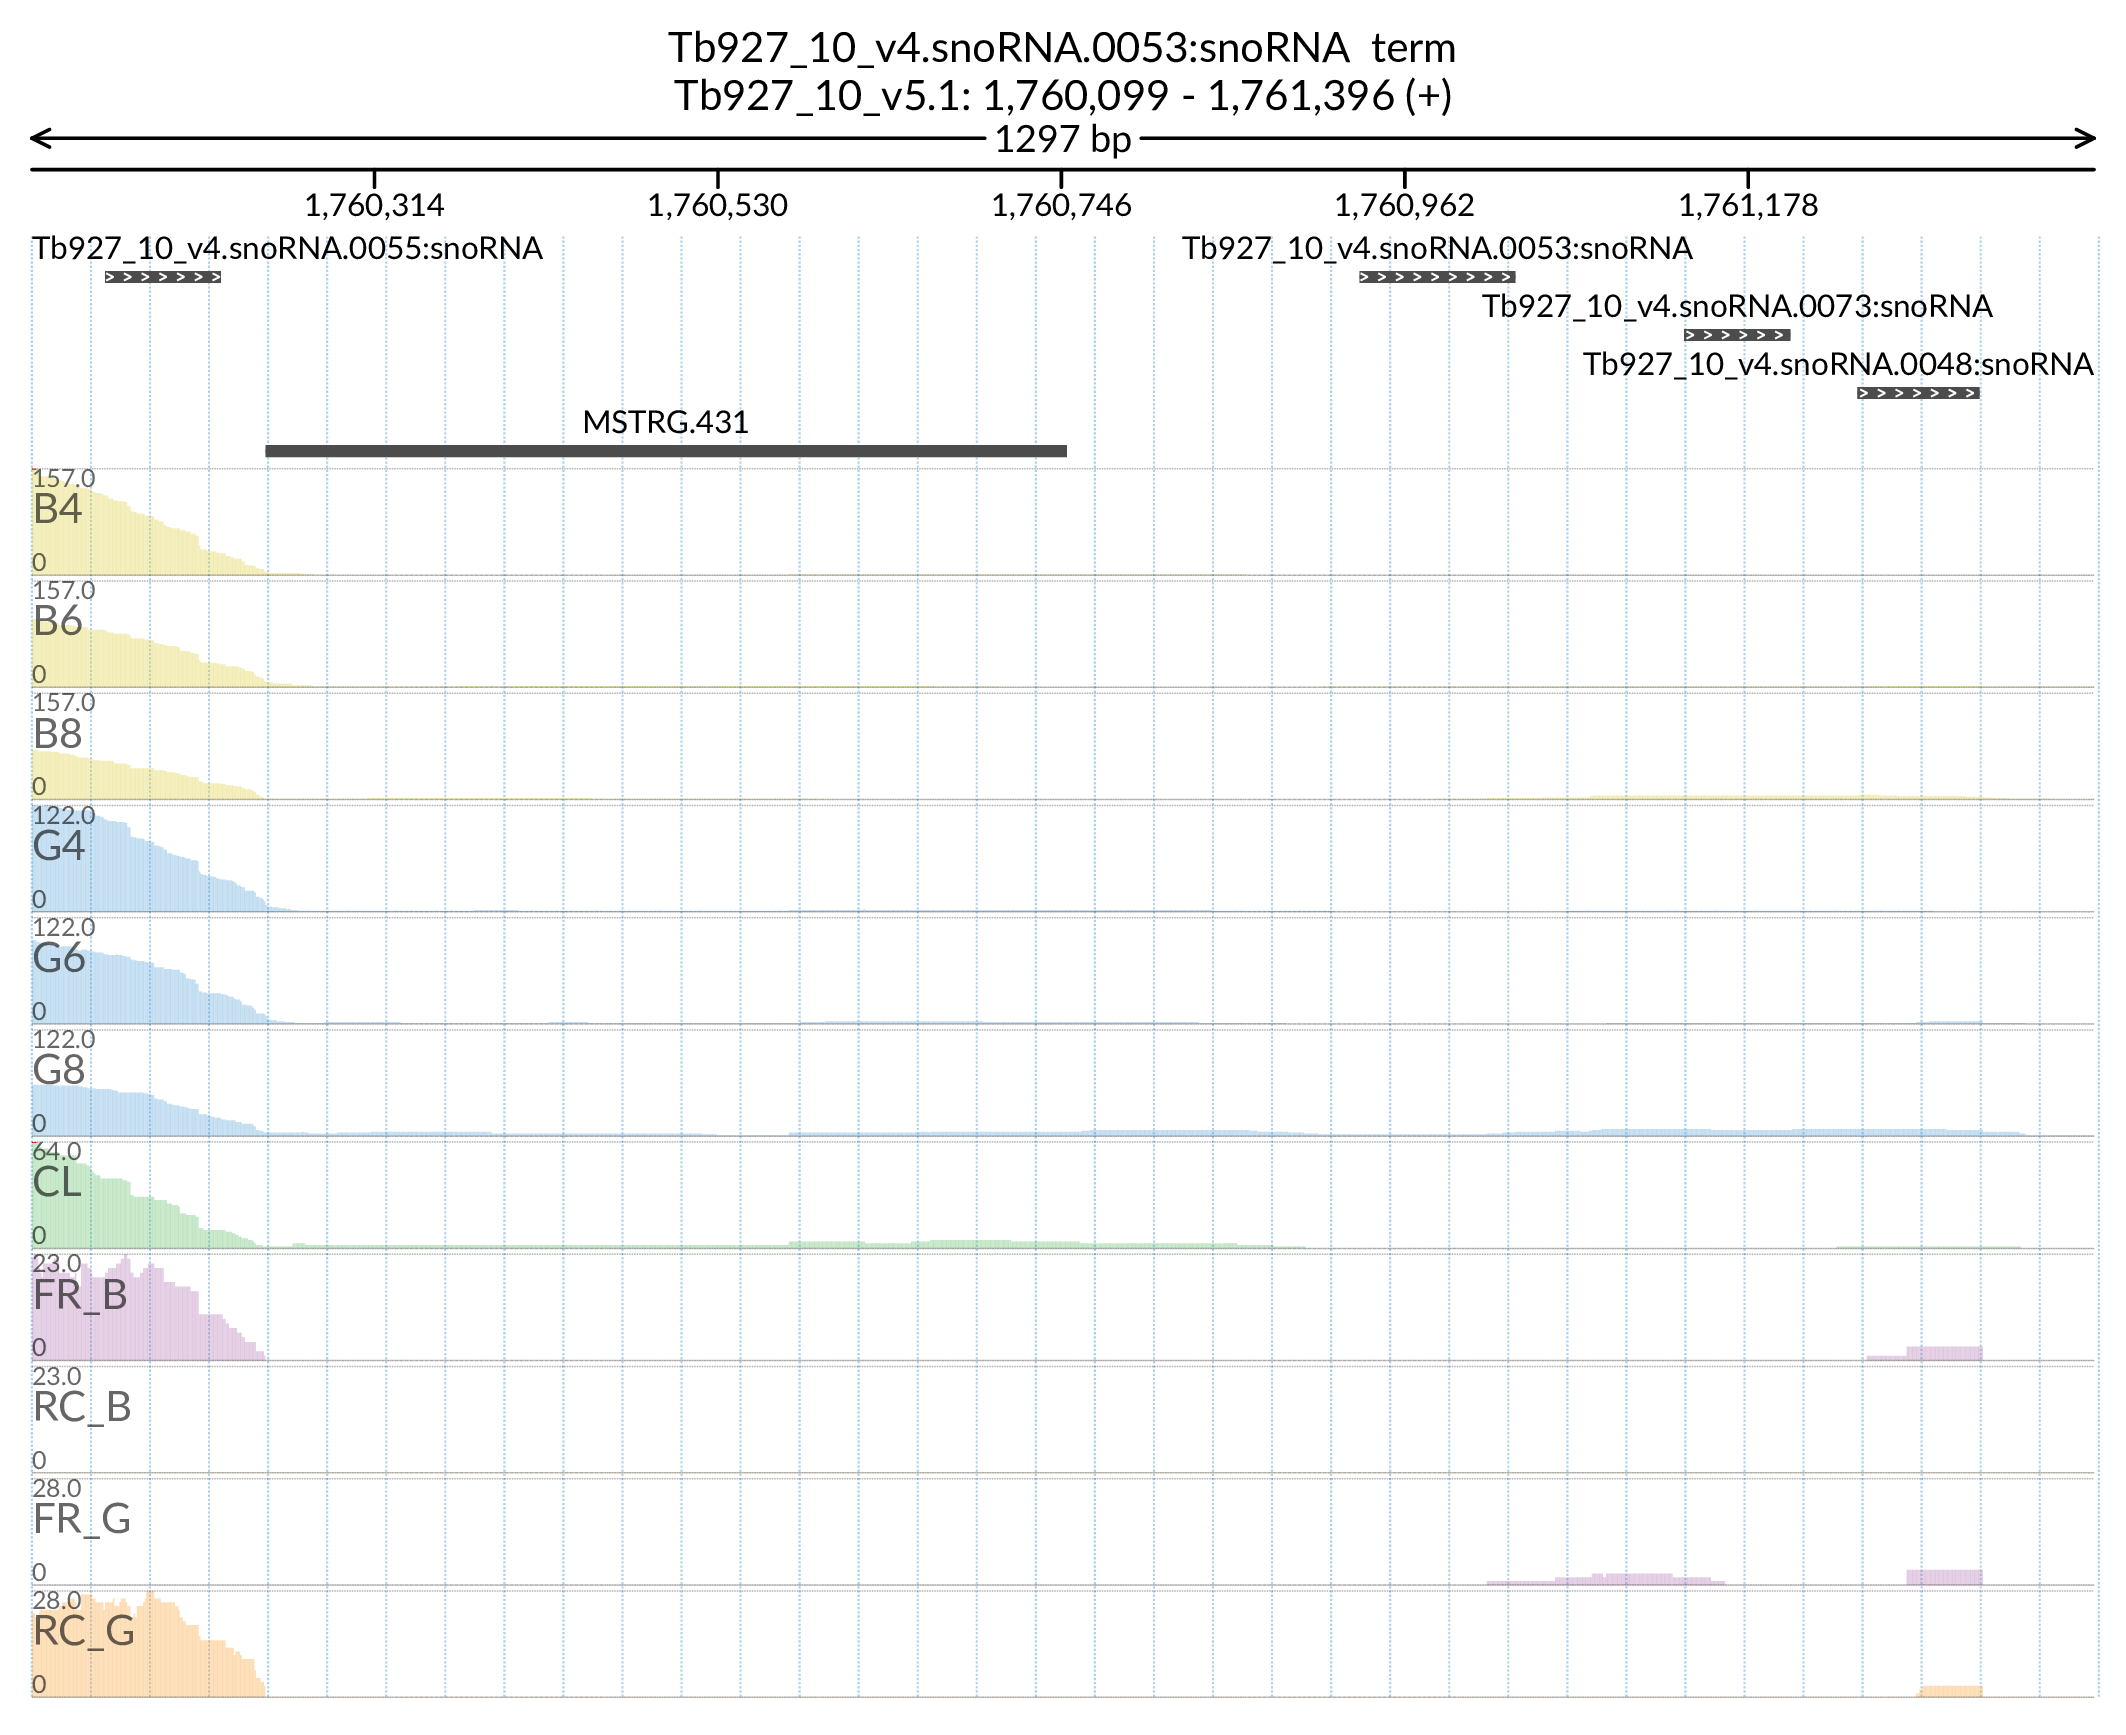 Tb927_10_v4.snoRNA.0053:snoRNA term
Tb927_10_v5.1: 1,760,099 - 1,761,396 (+)
1297 bp
1,760,314 1,760,530 1,760,746 1,760,962 1,761,178
Tb927_10_v4.snoRNA.0055:snoRNA Tb927_10_v4.snoRNA.0053:snoRNA
Tb927_10_v4.snoRNA.0073:snoRNA
Tb927_10_v4.snoRNA.0048:snoRNA
MSTRG.431
157.0
B4
0
157.0
B6
0
157.0
B8
0
122.0
G4
0
122.0
G6
0
122.0
G8
0
64.0
CL
0
23.0
FR_B
0
23.0
RC_B
0
28.0
FR_G
0
28.0
RC_G
0